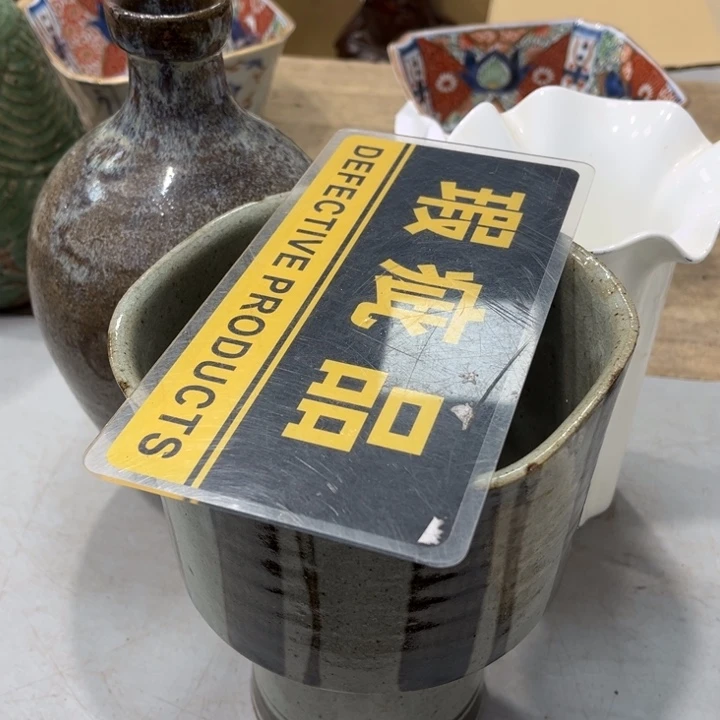 瑕疵品
DEFECTIVE PRODUCTS